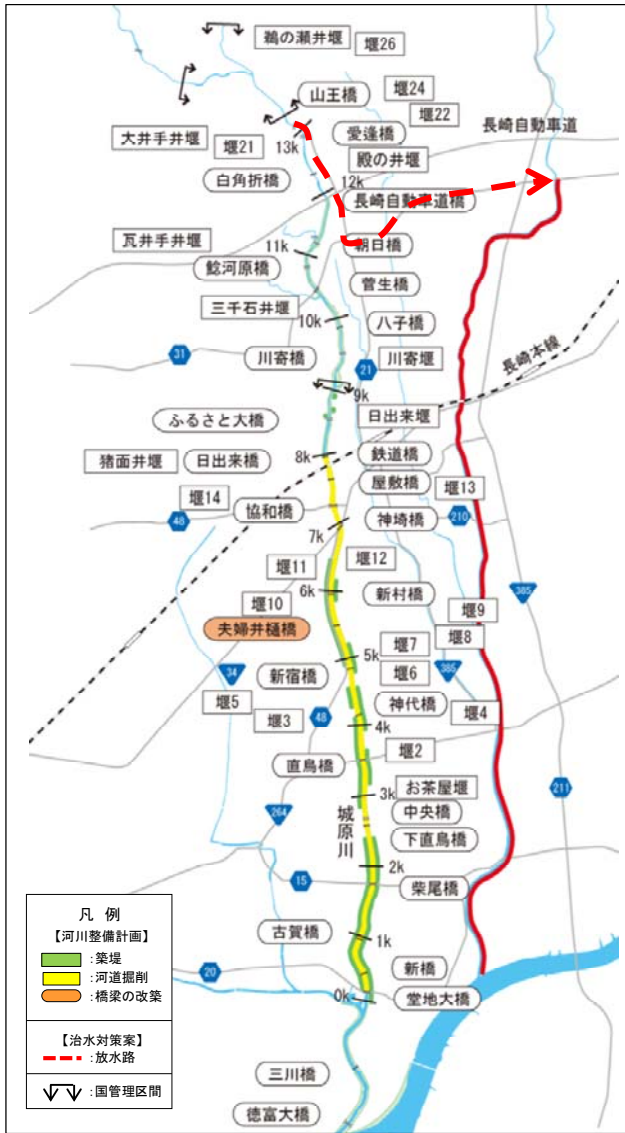 鵜の瀬井堰
堰26
山王橋
堰24
堰22
長崎自動車道
大井手井堰
堰21
13k
愛逢橋
殿の井堰
白角折橋
12k
長崎自動車道橋
瓦井手井堰
11k
朝日橋
鯰河原橋
菅生橋
三千石井堰
10k
八子橋
31
川寄橋
21
川寄堰
長崎本線
9k
日出来堰
ふるさと大橋
猪面井堰
日出来橋
8k
鉄道橋
屋敷橋
堰14
堰13
48
協和橋
7k
神埼橋
210
堰11
堰12
385
堰10
6k
新村橋
堰9
夫婦井樋橋
堰8
堰7
34
新宿橋
5k
堰6
385
堰5
堰3
48
神代橋
堰4
4k
直鳥橋
堰2
211
3k
お茶屋堰
264
城原川
中央橋
下直鳥橋
2k
15
柴尾橋
凡 例
【河川整備計画】
:築堤
:河道掘削
:橋梁の改築
【治水対策案】
:放水路
:国管理区間
古賀橋
1k
20
新橋
0k
堂地大橋
三川橋
徳富大橋